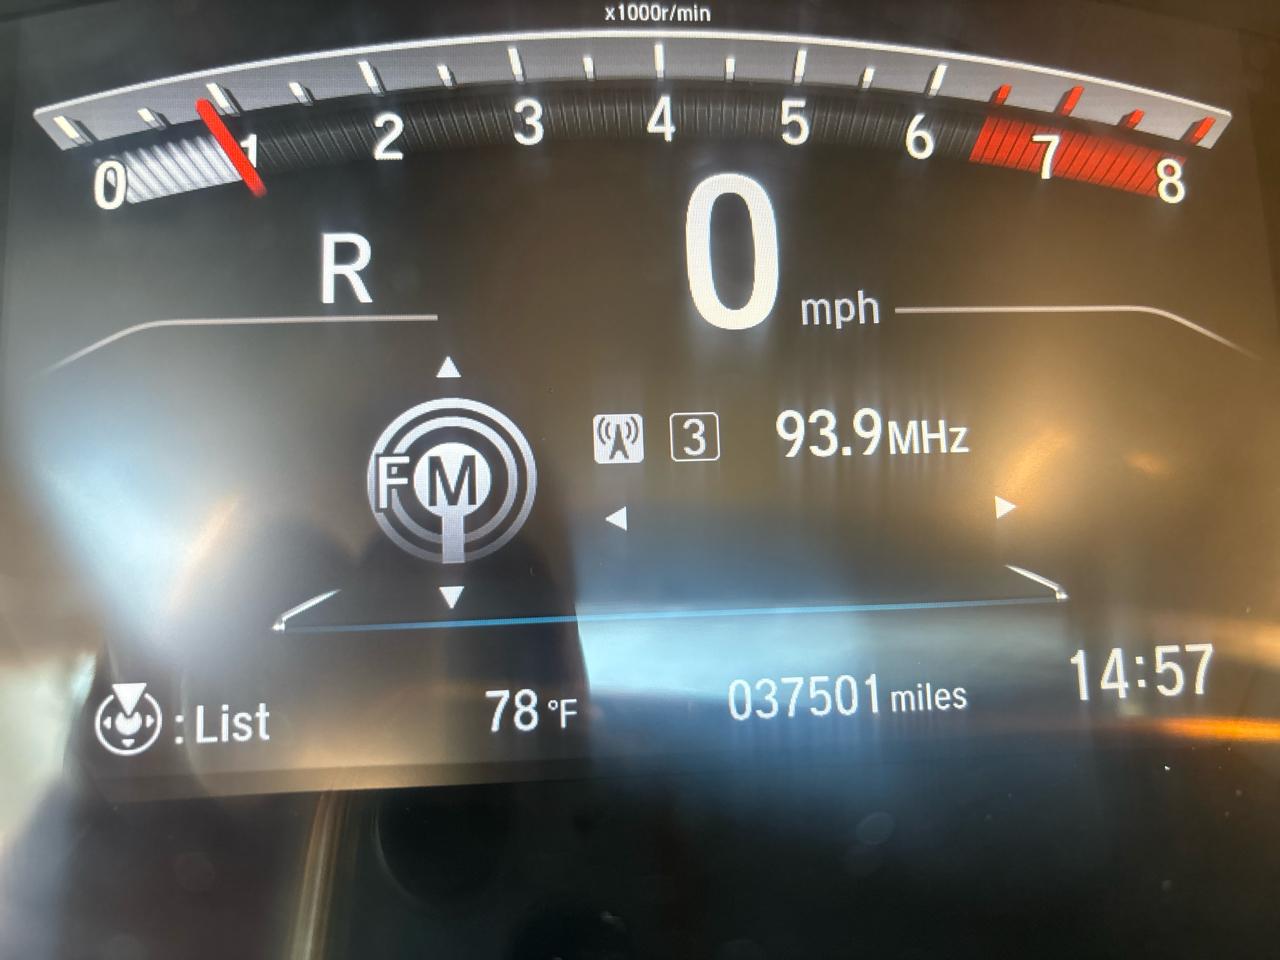 x1000r/min
0 1 2 3 4 5 6 7 8
R
0 mph
FM
3 93.9MHz
: List
78 °F
037501 miles
14:57